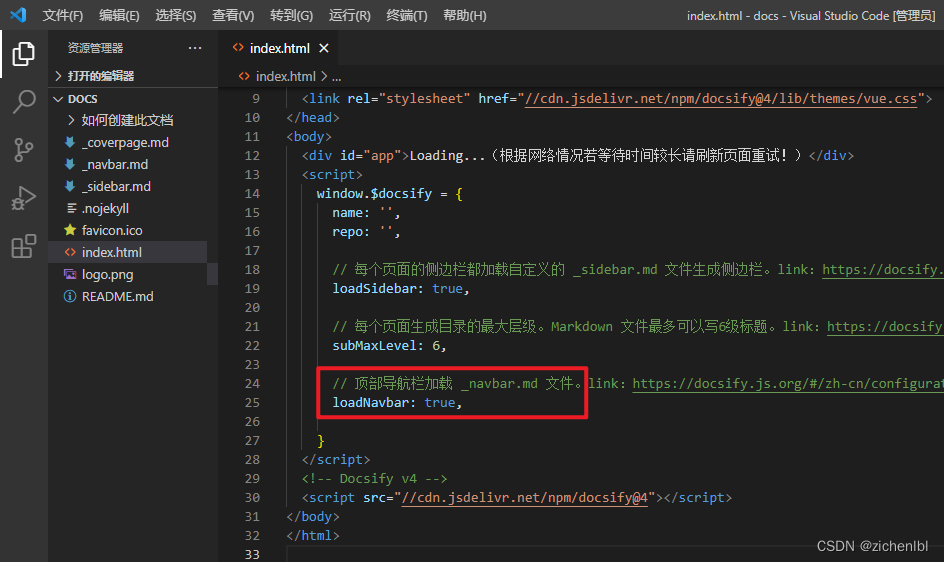 文件(F) 编辑(E) 选择(S) 查看(V) 转到(G) 运行(R) 终端(T) 帮助(H) index.html - docs - Visual Studio Code [管理员]
资源管理器 ...
打开的编辑器
DOCS
如何创建此文档
_coverpage.md
_navbar.md
_sidebar.md
.nojekyll
favicon.ico
index.html
logo.png
README.md
index.html
index.html > ...
9 <link rel="stylesheet" href="//cdn.jsdelivr.net/npm/docsify@4/lib/themes/vue.css">
10 </head>
11 <body>
12 <div id="app">Loading...（根据网络情况若等待时间较长请刷新页面重试！）</div>
13 <script>
14 window.$docsify = {
15 name: '',
16 repo: '',
17
18 // 每个页面的侧边栏都加载自定义的 _sidebar.md 文件生成侧边栏。link：https://docsify.
19 loadSidebar: true,
20
21 // 每个页面生成目录的最大层级。Markdown 文件最多可以写6级标题。link：https://docsify
22 subMaxLevel: 6,
23
24 // 顶部导航栏加载 _navbar.md 文件。link：https://docsify.js.org/#/zh-cn/configurat
25 loadNavbar: true,
26
27 }
28 </script>
29 <!-- Docsify v4 -->
30 <script src="//cdn.jsdelivr.net/npm/docsify@4"></script>
31 </body>
32 </html>
33
CSDN @zichenlbl